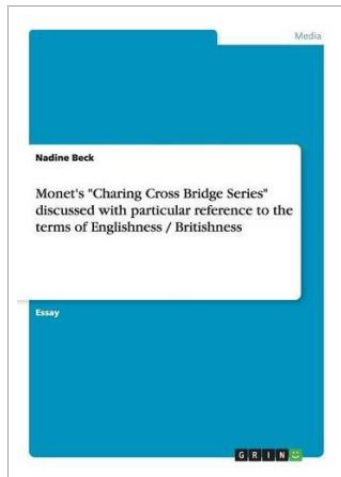 Media
Nadine Beck
Monet's "Charing Cross Bridge Series"
discussed with particular reference to the
terms of Englishness / Britishness
Essay
GRIN